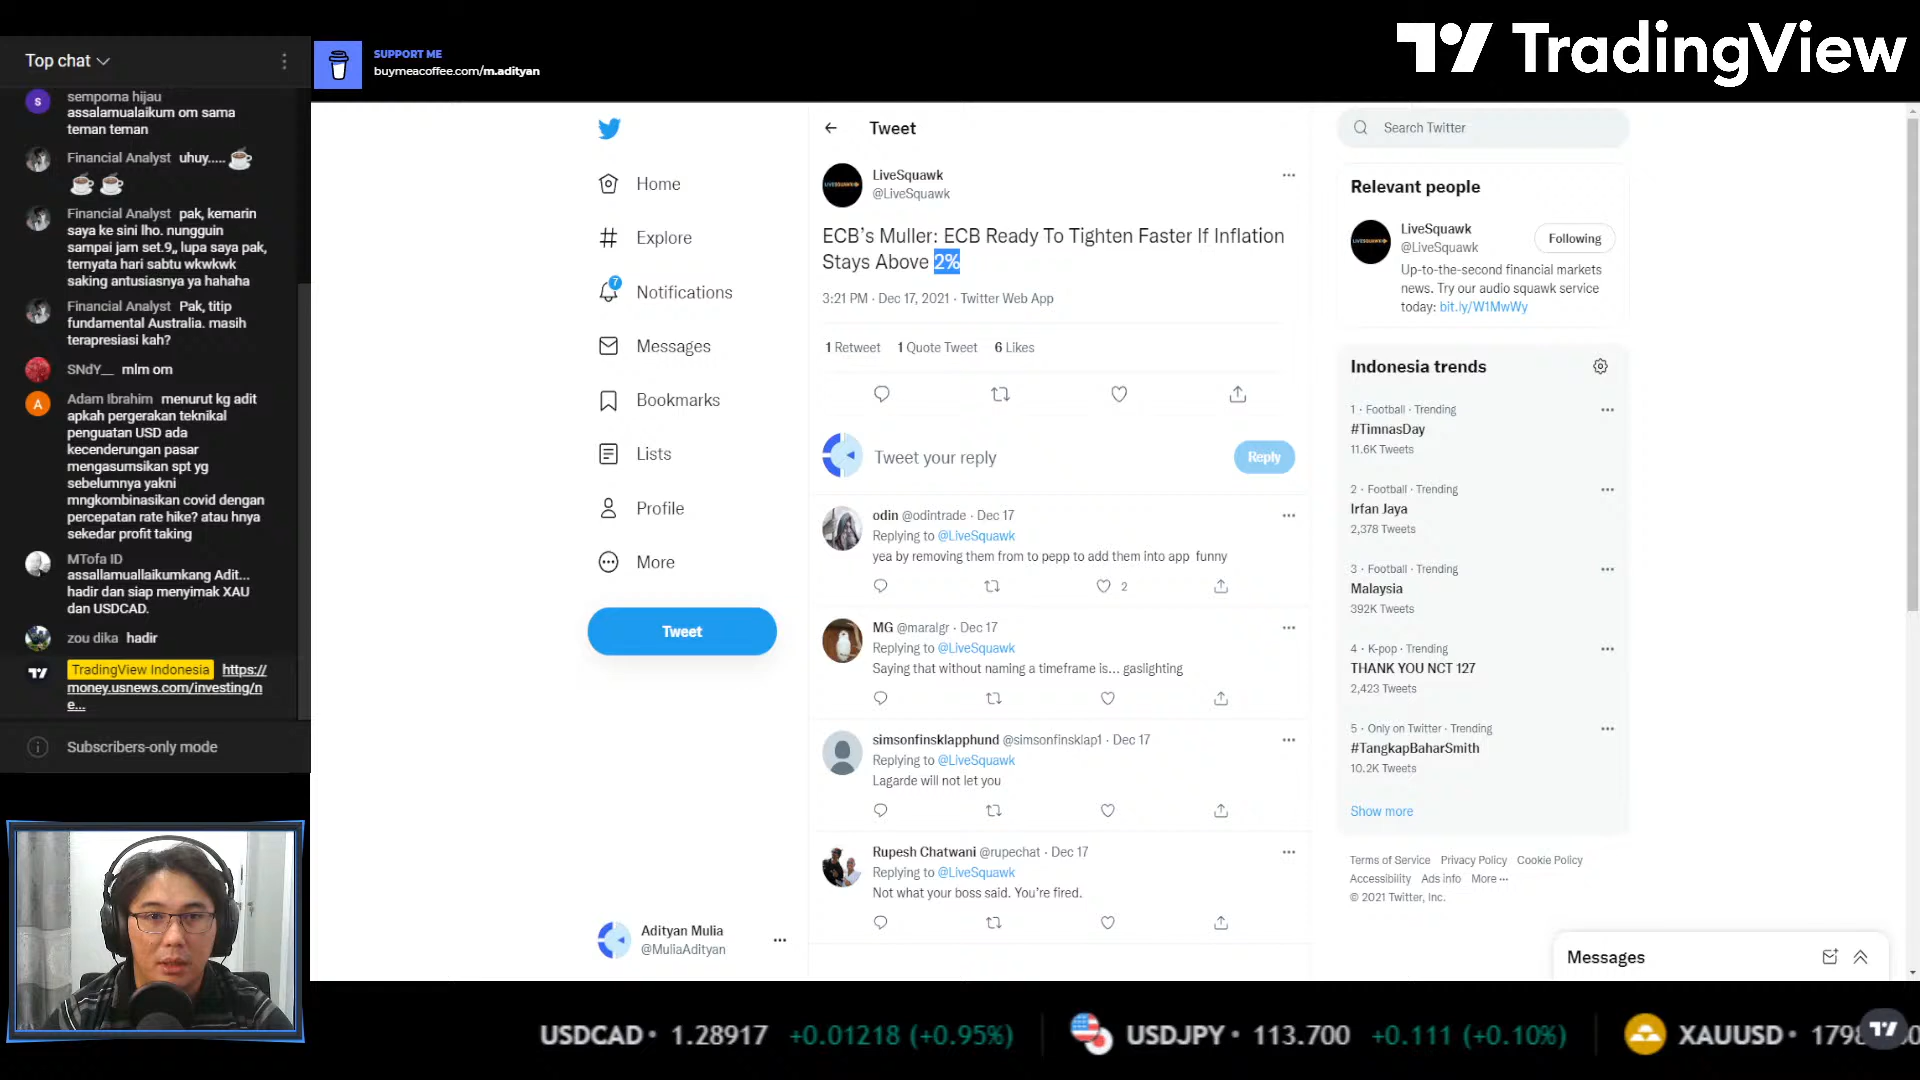 TradingView
Top chat
SUPPORT ME
buymeacoffee.com/m.adityan
semporna hijau
assalamualaikum om sama
teman teman
Financial Analyst uhuy.....
Financial Analyst pak, kemarin
saya ke sini lho. nungguin
sampai jam set.9,, lupa saya pak,
ternyata hari sabtu wkwkwk
saking antusiasnya ya hahaha
Financial Analyst Pak, titip
fundamental Australia. masih
terapresiasi kah?
SNdY__ mlm om
Adam Ibrahim menurut kg adit
apkah pergerakan teknikal
penguatan USD ada
kecenderungan pasar
mengasumsikan spt yg
sebelumnya yakni
mngkombinasikan covid dengan
percepatan rate hike? atau hnya
sekedar profit taking
MTofa ID
assallamuallaikumkang Adit...
hadir dan siap menyimak XAU
dan USDCAD.
zou dika hadir
TradingView Indonesia https://
money.usnews.com/investing/n
e...
Subscribers-only mode
Home
Explore
7
Notifications
Messages
Bookmarks
Lists
Profile
More
Tweet
Adityan Mulia
@MuliaAdityan
Tweet
LiveSquawk
@LiveSquawk
ECB's Muller: ECB Ready To Tighten Faster If Inflation
Stays Above 2%
3:21 PM · Dec 17, 2021 · Twitter Web App
1 Retweet 1 Quote Tweet 6 Likes
Tweet your reply
Reply
odin @odintrade · Dec 17
Replying to @LiveSquawk
yea by removing them from to pepp to add them into app funny
2
MG @maralgr · Dec 17
Replying to @LiveSquawk
Saying that without naming a timeframe is... gaslighting
simsonfinsklapphund @simsonfinsklap1 · Dec 17
Replying to @LiveSquawk
Lagarde will not let you
Rupesh Chatwani @rupechat · Dec 17
Replying to @LiveSquawk
Not what your boss said. You're fired.
Search Twitter
Relevant people
LiveSquawk
@LiveSquawk
Following
Up-to-the-second financial markets
news. Try our audio squawk service
today: bit.ly/W1MwWy
Indonesia trends
1 · Football · Trending
#TimnasDay
11.6K Tweets
2 · Football · Trending
Irfan Jaya
2,378 Tweets
3 · Football · Trending
Malaysia
392K Tweets
4 · K-pop · Trending
THANK YOU NCT 127
2,423 Tweets
5 · Only on Twitter · Trending
#TangkapBaharSmith
10.2K Tweets
Show more
Terms of Service Privacy Policy Cookie Policy
Accessibility Ads info More
© 2021 Twitter, Inc.
Messages
USDCAD · 1.28917 +0.01218 (+0.95%)
USDJPY · 113.700 +0.111 (+0.10%)
XAUUSD · 179